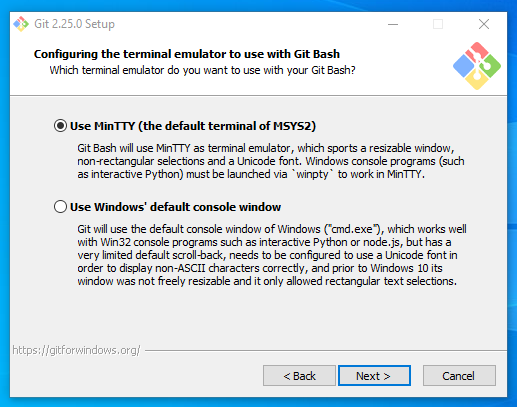 Git 2.25.0 Setup
Configuring the terminal emulator to use with Git Bash
Which terminal emulator do you want to use with your Git Bash?
Use MinTTY (the default terminal of MSYS2)
Git Bash will use MinTTY as terminal emulator, which sports a resizable window,
non-rectangular selections and a Unicode font. Windows console programs (such
as interactive Python) must be launched via `winpty` to work in MinTTY.
Use Windows' default console window
Git will use the default console window of Windows ("cmd.exe"), which works well
with Win32 console programs such as interactive Python or node.js, but has a
very limited default scroll-back, needs to be configured to use a Unicode font in
order to display non-ASCII characters correctly, and prior to Windows 10 its
window was not freely resizable and it only allowed rectangular text selections.
https://gitforwindows.org/
< Back
Next >
Cancel